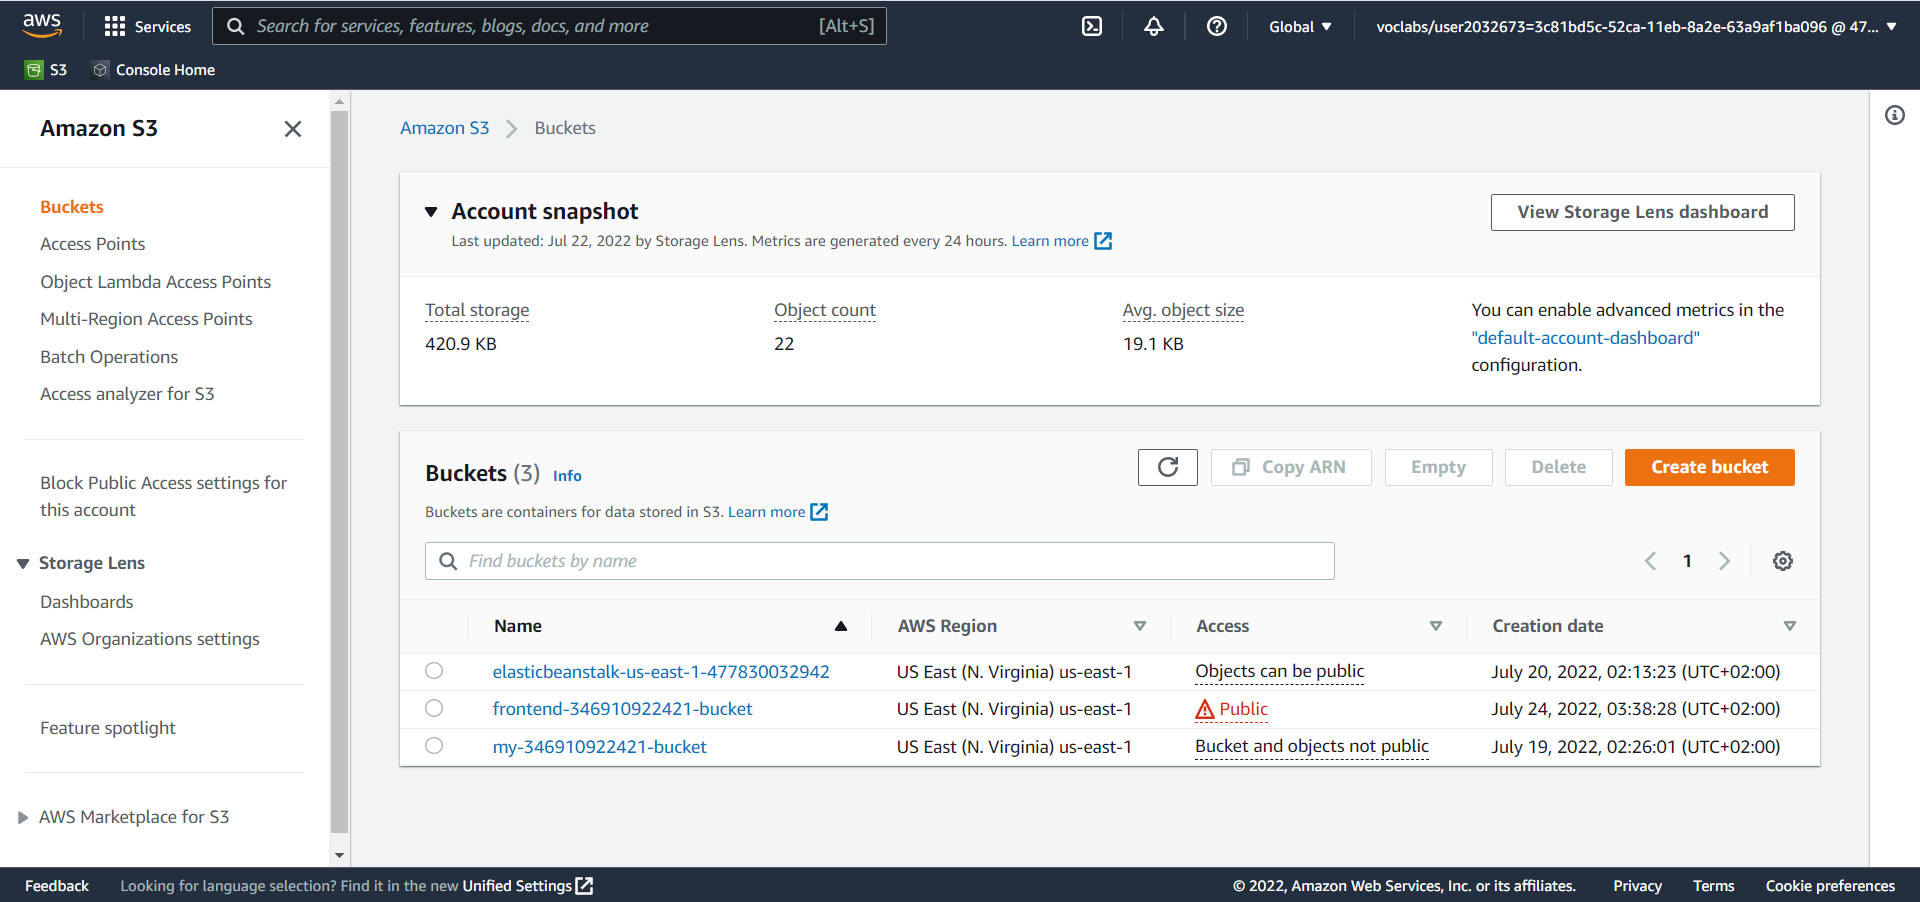 aws
Services
Search for services, features, blogs, docs, and more
[Alt+S]
Global
voclabs/user2032673=3c81bd5c-52ca-11eb-8a2e-63a9af1ba096 @ 47...
S3
Console Home
Amazon S3
Buckets
Access Points
Object Lambda Access Points
Multi-Region Access Points
Batch Operations
Access analyzer for S3
Block Public Access settings for
this account
Storage Lens
Dashboards
AWS Organizations settings
Feature spotlight
AWS Marketplace for S3
Amazon S3
Buckets
Account snapshot
Last updated: Jul 22, 2022 by Storage Lens. Metrics are generated every 24 hours. Learn more
View Storage Lens dashboard
Total storage
420.9 KB
Object count
22
Avg. object size
19.1 KB
You can enable advanced metrics in the
"default-account-dashboard"
configuration.
Buckets (3) Info
Buckets are containers for data stored in S3. Learn more
Copy ARN
Empty
Delete
Create bucket
Find buckets by name
1
Name AWS Region Access Creation date
elasticbeanstalk-us-east-1-477830032942 US East (N. Virginia) us-east-1 Objects can be public July 20, 2022, 02:13:23 (UTC+02:00)
frontend-346910922421-bucket US East (N. Virginia) us-east-1 Public July 24, 2022, 03:38:28 (UTC+02:00)
my-346910922421-bucket US East (N. Virginia) us-east-1 Bucket and objects not public July 19, 2022, 02:26:01 (UTC+02:00)
Feedback
Looking for language selection? Find it in the new Unified Settings
© 2022, Amazon Web Services, Inc. or its affiliates.
Privacy
Terms
Cookie preferences